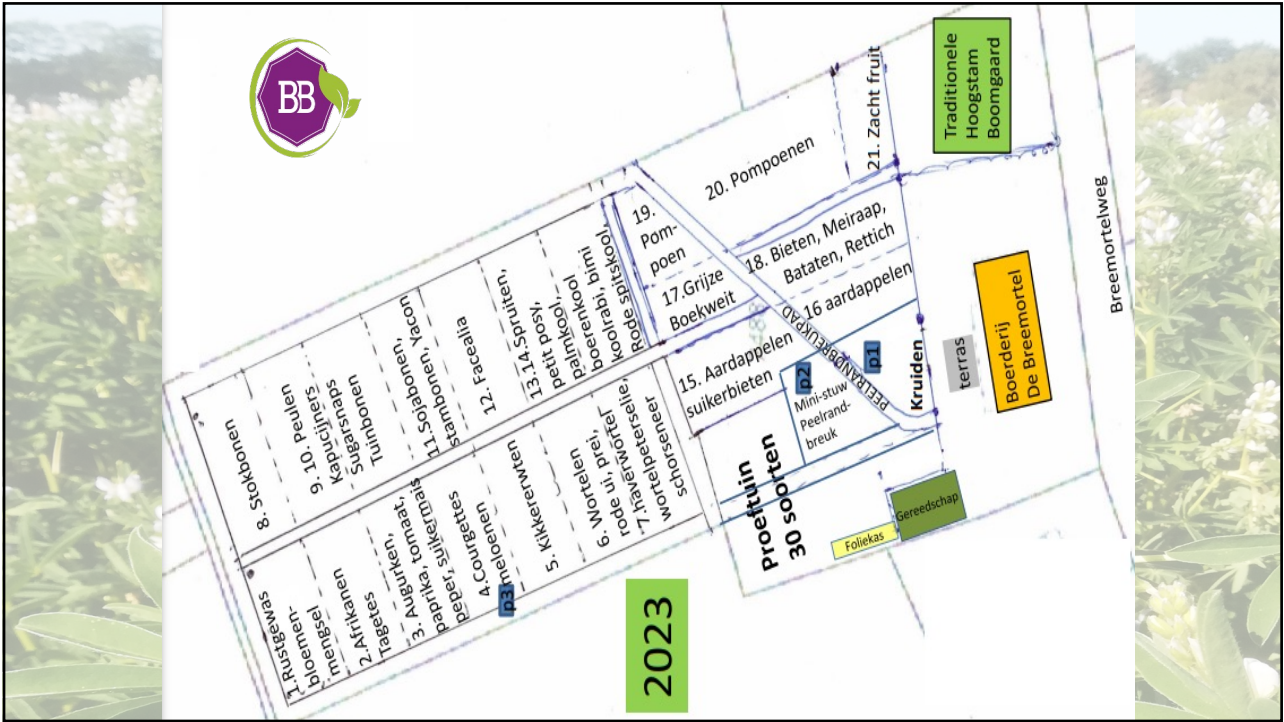 BB
1.Rustgewas
bloemen-
mengsel
2.Afrikanen
Tagetes
3. Augurken,
paprika, tomaat,
peper, suikermais
4.Courgettes
meloenen
p3
5. Kikkererwten
6. Wortelen
rode ui, prei,
7. haverwortel
wortelpeterselie,
schorseneer
8. Stokbonen
9. 10. Peulen
Kapucijners
Sugarsnaps
Tuinbonen
11.Sojabonen,
stambonen, Yacon
12. Facealia
13.14.Spruiten,
petit posy,
palmkool,
boerenkool
koolrabi bimi
Rode spitskool,
15. Aardappelen
suikerbieten
16 aardappelen
17.Grijze
Boekweit
18. Bieten, Meiraap,
Bataten, Rettich
19.
Pom-
poen
20. Pompoenen
21. Zacht fruit
Traditionele
Hoogstam
Boomgaard
Breemortelweg
Boerderij
De Breemortel
terras
Kruiden
PEELRANDBREUKPAD
p1
p2
Mini-stuw
Peelrand-
breuk
Proeftuin
30 soorten
Gereedschap
Foliekas
2023